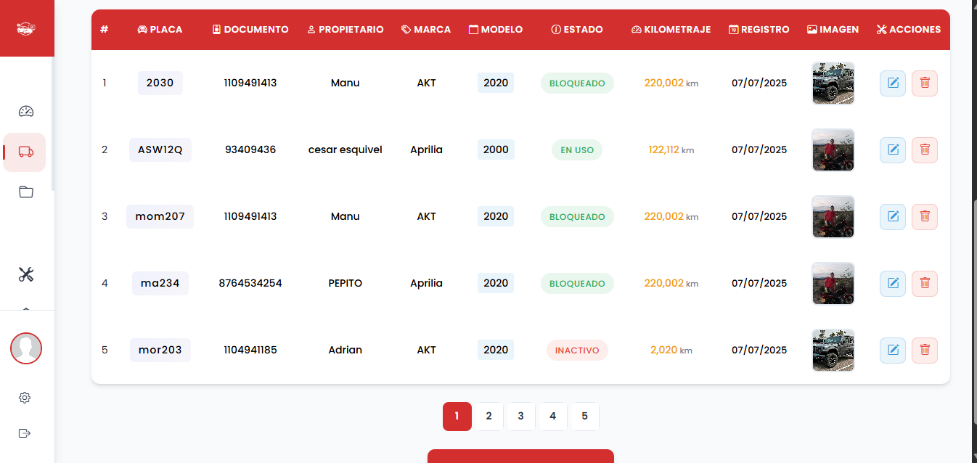 # PLACA DOCUMENTO PROPIETARIO MARCA MODELO ESTADO KILOMETRAJE REGISTRO IMAGEN ACCIONES
1 2030 1109491413 Manu AKT 2020 BLOQUEADO 220,002 km 07/07/2025
2 ASW12Q 93409436 cesar esquivel Aprilia 2000 EN USO 122,112 km 07/07/2025
3 mom207 1109491413 Manu AKT 2020 BLOQUEADO 220,002 km 07/07/2025
4 ma234 8764534254 PEPITO Aprilia 2020 BLOQUEADO 220,002 km 07/07/2025
5 mor203 1104941185 Adrian AKT 2020 INACTIVO 2,020 km 07/07/2025
1 2 3 4 5